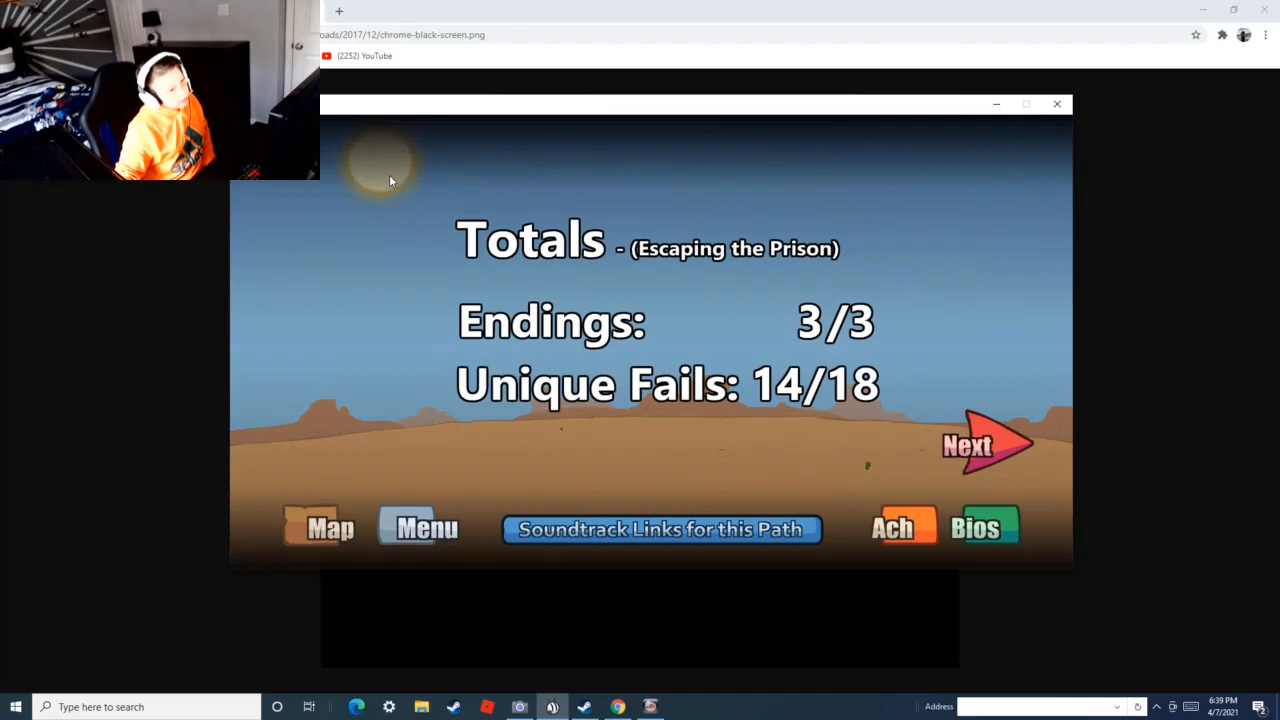 oads/2017/12/chrome-black-screen.png
(2252) YouTube
Totals - (Escaping the Prison)
Endings: 3/3
Unique Fails: 14/18
Next
Map
Menu
Soundtrack Links for this Path
Ach
Bios
Type here to search
Address
6:39 PM
4/7/2021
2